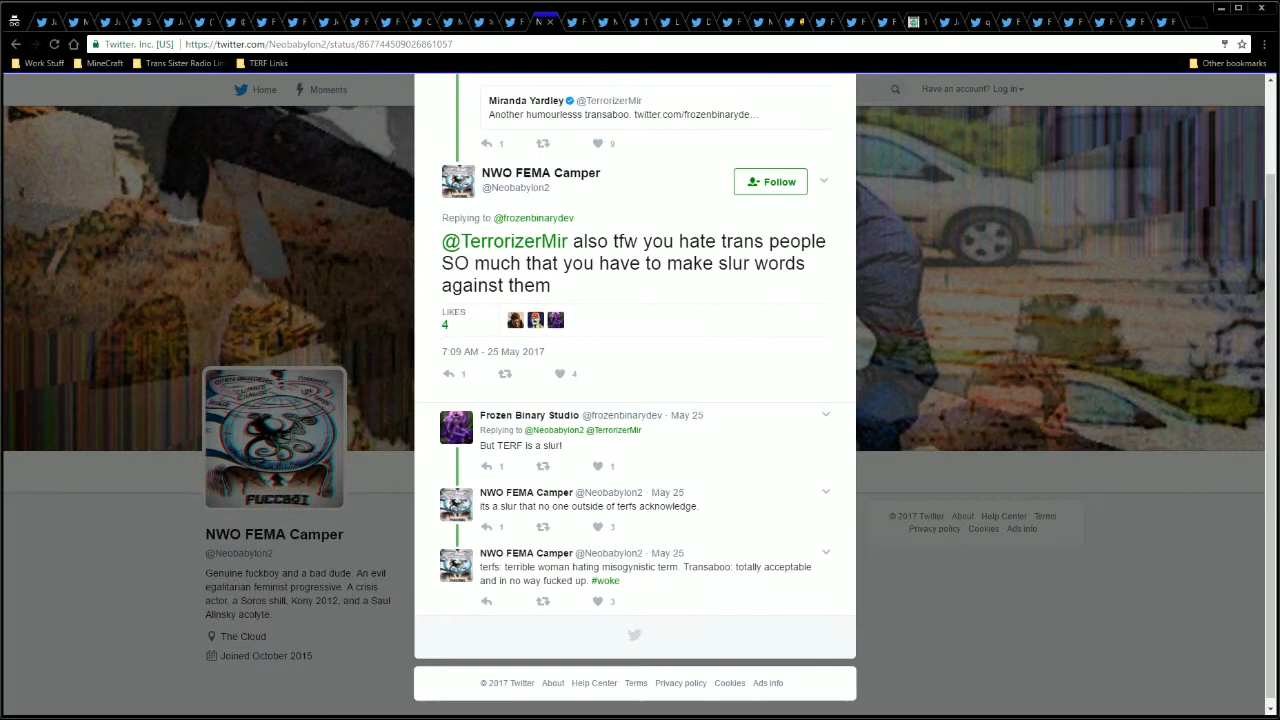 Twitter, Inc. [US]
https://twitter.com/Neobabylon2/status/867744509026861057
Work Stuff
MineCraft
Trans Sister Radio Lin
TERF Links
Other bookmarks
Home
Moments
Have an account? Log in
Miranda Yardley @TerrorizerMir
Another humourlesss transaboo. twitter.com/frozenbinaryde…
1
9
NWO FEMA Camper
@Neobabylon2
Follow
Replying to @frozenbinarydev
@TerrorizerMir also tfw you hate trans people
SO much that you have to make slur words
against them
LIKES
4
7:09 AM - 25 May 2017
1
4
Frozen Binary Studio @frozenbinarydev · May 25
Replying to @Neobabylon2 @TerrorizerMir
But TERF is a slur!
1
1
NWO FEMA Camper @Neobabylon2 · May 25
its a slur that no one outside of terfs acknowledge.
1
3
NWO FEMA Camper @Neobabylon2 · May 25
terfs: terrible woman hating misogynistic term. Transaboo: totally acceptable
and in no way fucked up. #woke
3
© 2017 Twitter About Help Center Terms Privacy policy Cookies Ads info
FUCCBOI
NWO FEMA Camper
@Neobabylon2
Genuine fuckboy and a bad dude. An evil
egalitarian feminist progressive. A crisis
actor, a Soros shill, Kony 2012, and a Saul
Alinsky acolyte.
The Cloud
Joined October 2015
© 2017 Twitter About Help Center Terms
Privacy policy Cookies Ads info